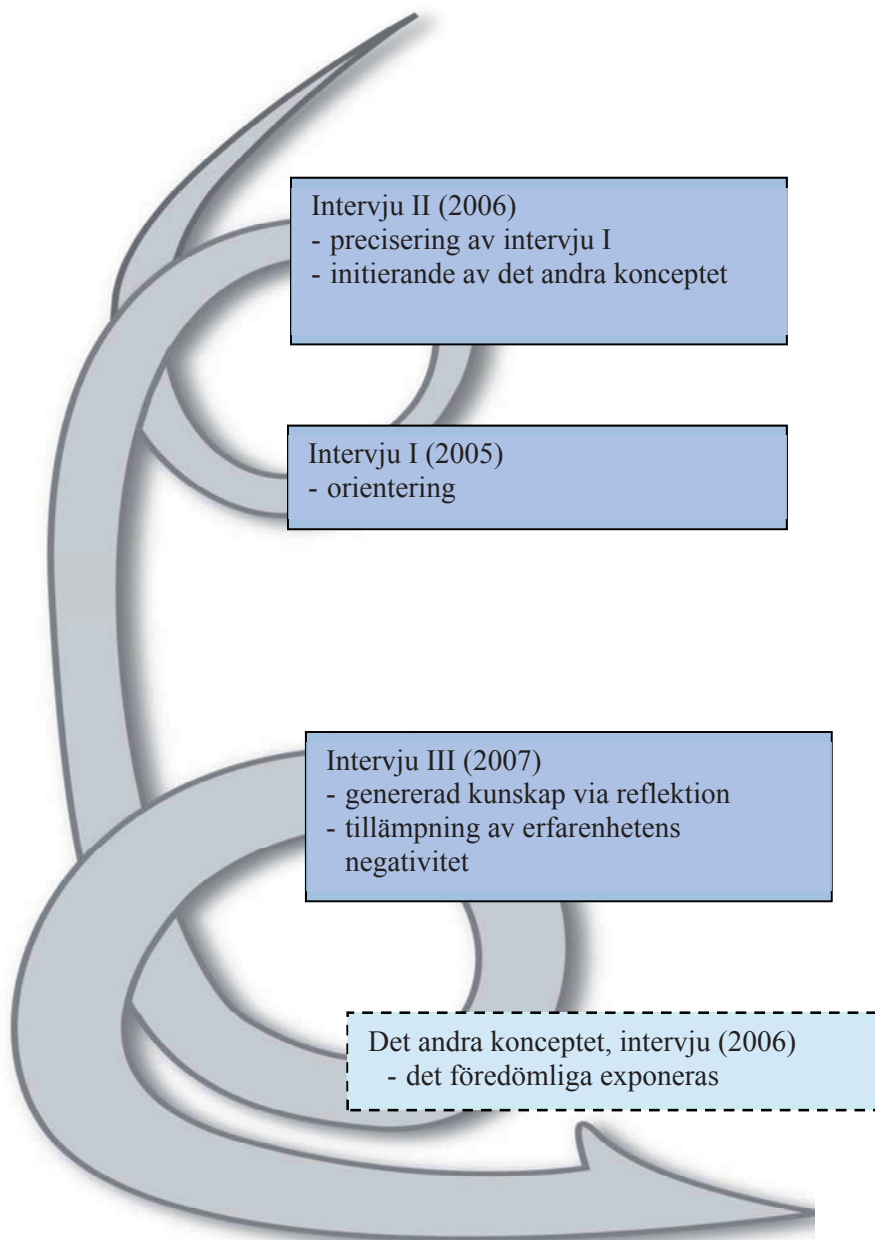 Intervju II (2006)
- precisering av intervju I
- initierande av det andra konceptet
Intervju I (2005)
- orientering
Intervju III (2007)
- genererad kunskap via reflektion
- tillämpning av erfarenhetens
negativitet
Det andra konceptet, intervju (2006)
- det föredömliga exponeras